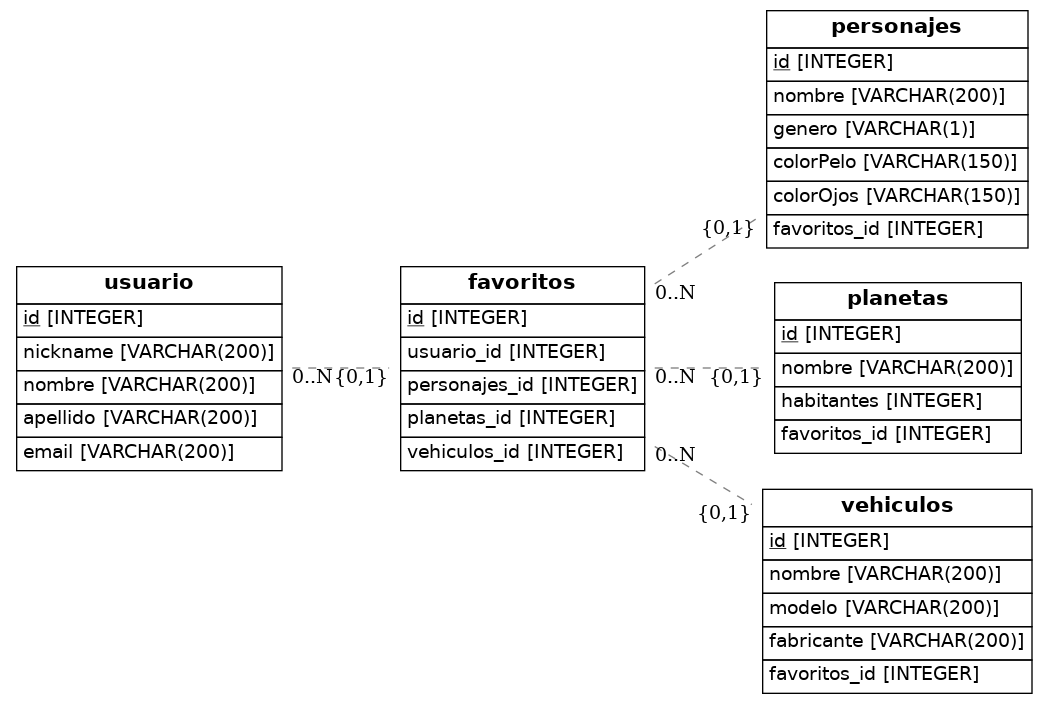 usuario
id [INTEGER]
nickname [VARCHAR(200)]
nombre [VARCHAR(200)]
apellido [VARCHAR(200)]
email [VARCHAR(200)]
0..N
{0,1}
favoritos
id [INTEGER]
usuario_id [INTEGER]
personajes_id [INTEGER]
planetas_id [INTEGER]
vehiculos_id [INTEGER]
{0,1}
0..N
0..N
{0,1}
0..N
{0,1}
personajes
id [INTEGER]
nombre [VARCHAR(200)]
genero [VARCHAR(1)]
colorPelo [VARCHAR(150)]
colorOjos [VARCHAR(150)]
favoritos_id [INTEGER]
planetas
id [INTEGER]
nombre [VARCHAR(200)]
habitantes [INTEGER]
favoritos_id [INTEGER]
vehiculos
id [INTEGER]
nombre [VARCHAR(200)]
modelo [VARCHAR(200)]
fabricante [VARCHAR(200)]
favoritos_id [INTEGER]